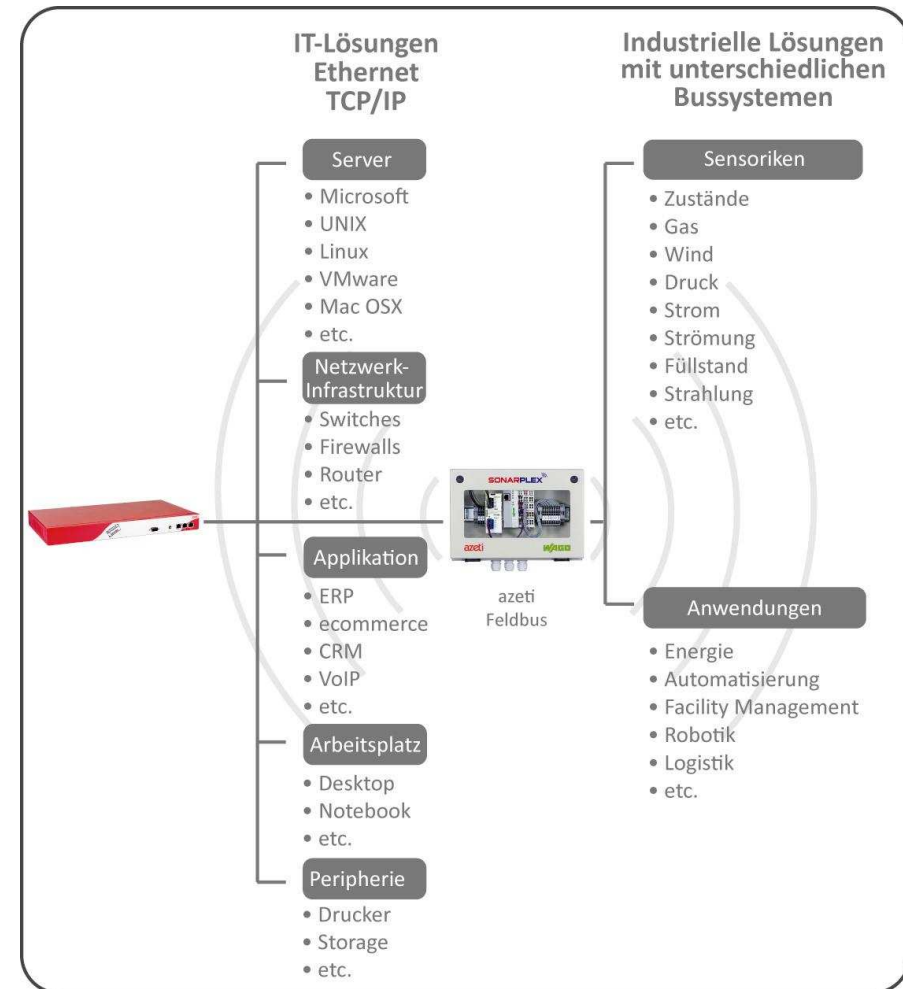 IT-Lösungen
Ethernet
TCP/IP
Server
• Microsoft
• UNIX
• Linux
• VMware
• Mac OSX
• etc.
Netzwerk-
Infrastruktur
• Switches
• Firewalls
• Router
• etc.
Applikation
• ERP
• ecommerce
• CRM
• VoIP
• etc.
Arbeitsplatz
• Desktop
• Notebook
• etc.
Peripherie
• Drucker
• Storage
• etc.
SONARPLEX
azeti
WAGO
azeti
Feldbus
Industrielle Lösungen
mit unterschiedlichen
Bussystemen
Sensoriken
• Zustände
• Gas
• Wind
• Druck
• Strom
• Strömung
• Füllstand
• Strahlung
• etc.
Anwendungen
• Energie
• Automatisierung
• Facility Management
• Robotik
• Logistik
• etc.